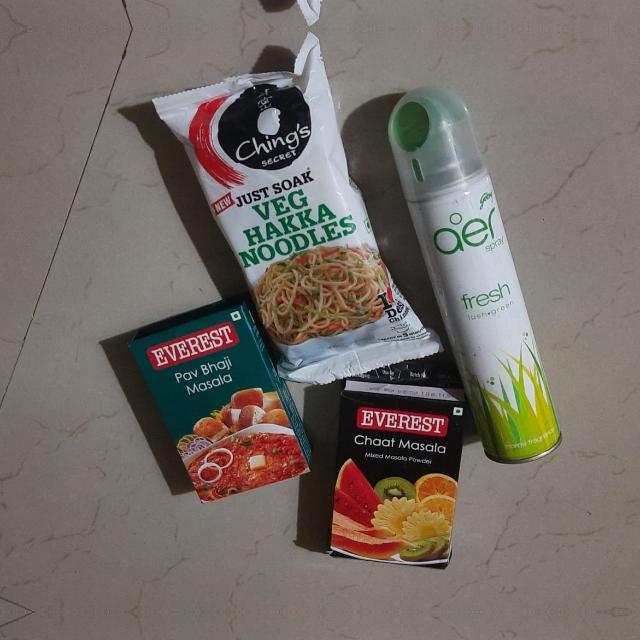 Ching's
SECRET
NEW JUST SOAK
VEG
HAKKA
NOODLES
aer
spray
fresh
lush•green
EVEREST
Pav Bhaji
Masala
EVEREST
Chaat Masala
Mixed Masala Powder